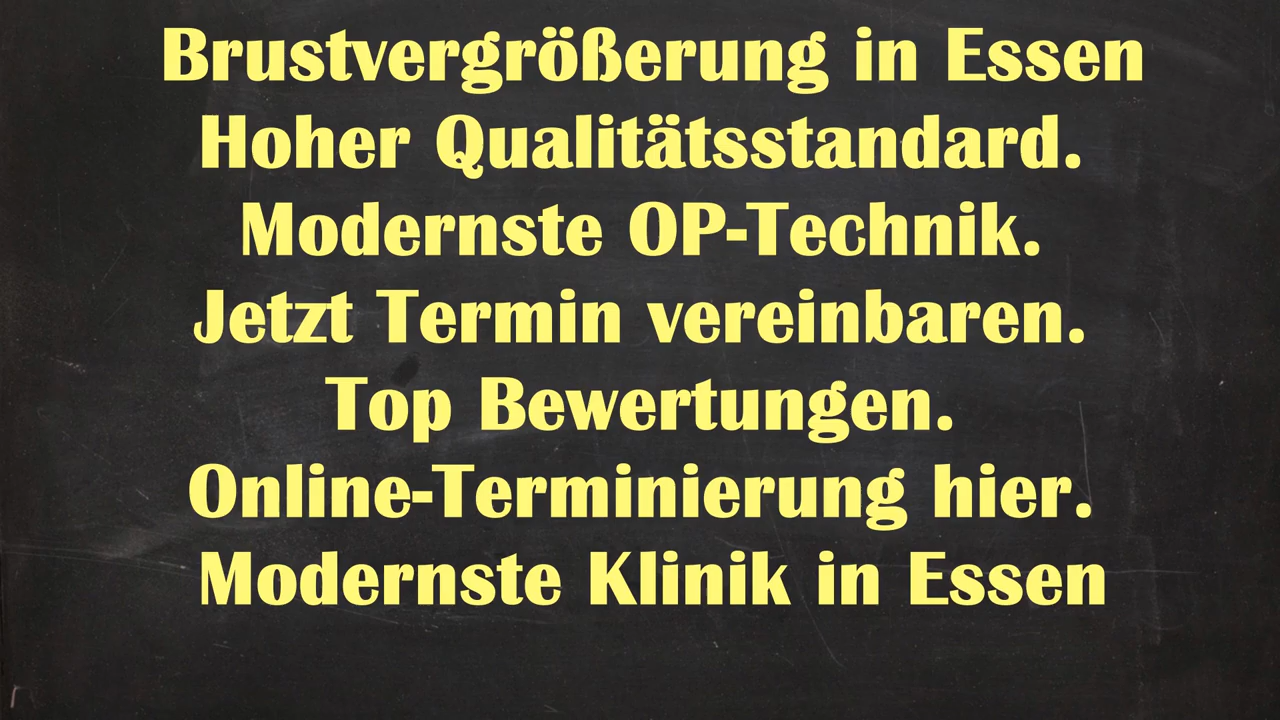 Brustvergrößerung in Essen
Hoher Qualitätsstandard.
Modernste OP-Technik.
Jetzt Termin vereinbaren.
Top Bewertungen.
Online-Terminierung hier.
Modernste Klinik in Essen